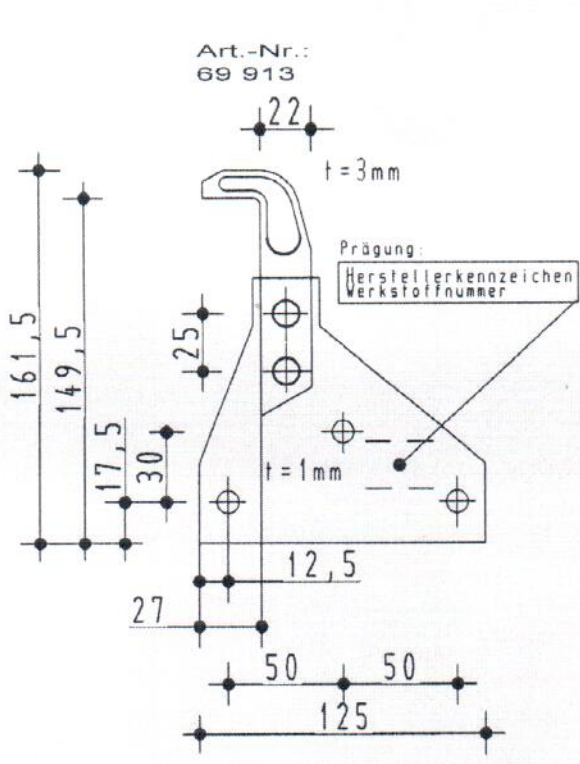 Art.-Nr.:
69 913
22
t = 3mm
Prägung:
Herstellerkennzeichen
Werkstoffnummer
161,5
149,5
25
17,5
30
t = 1mm
12,5
27
50
50
125